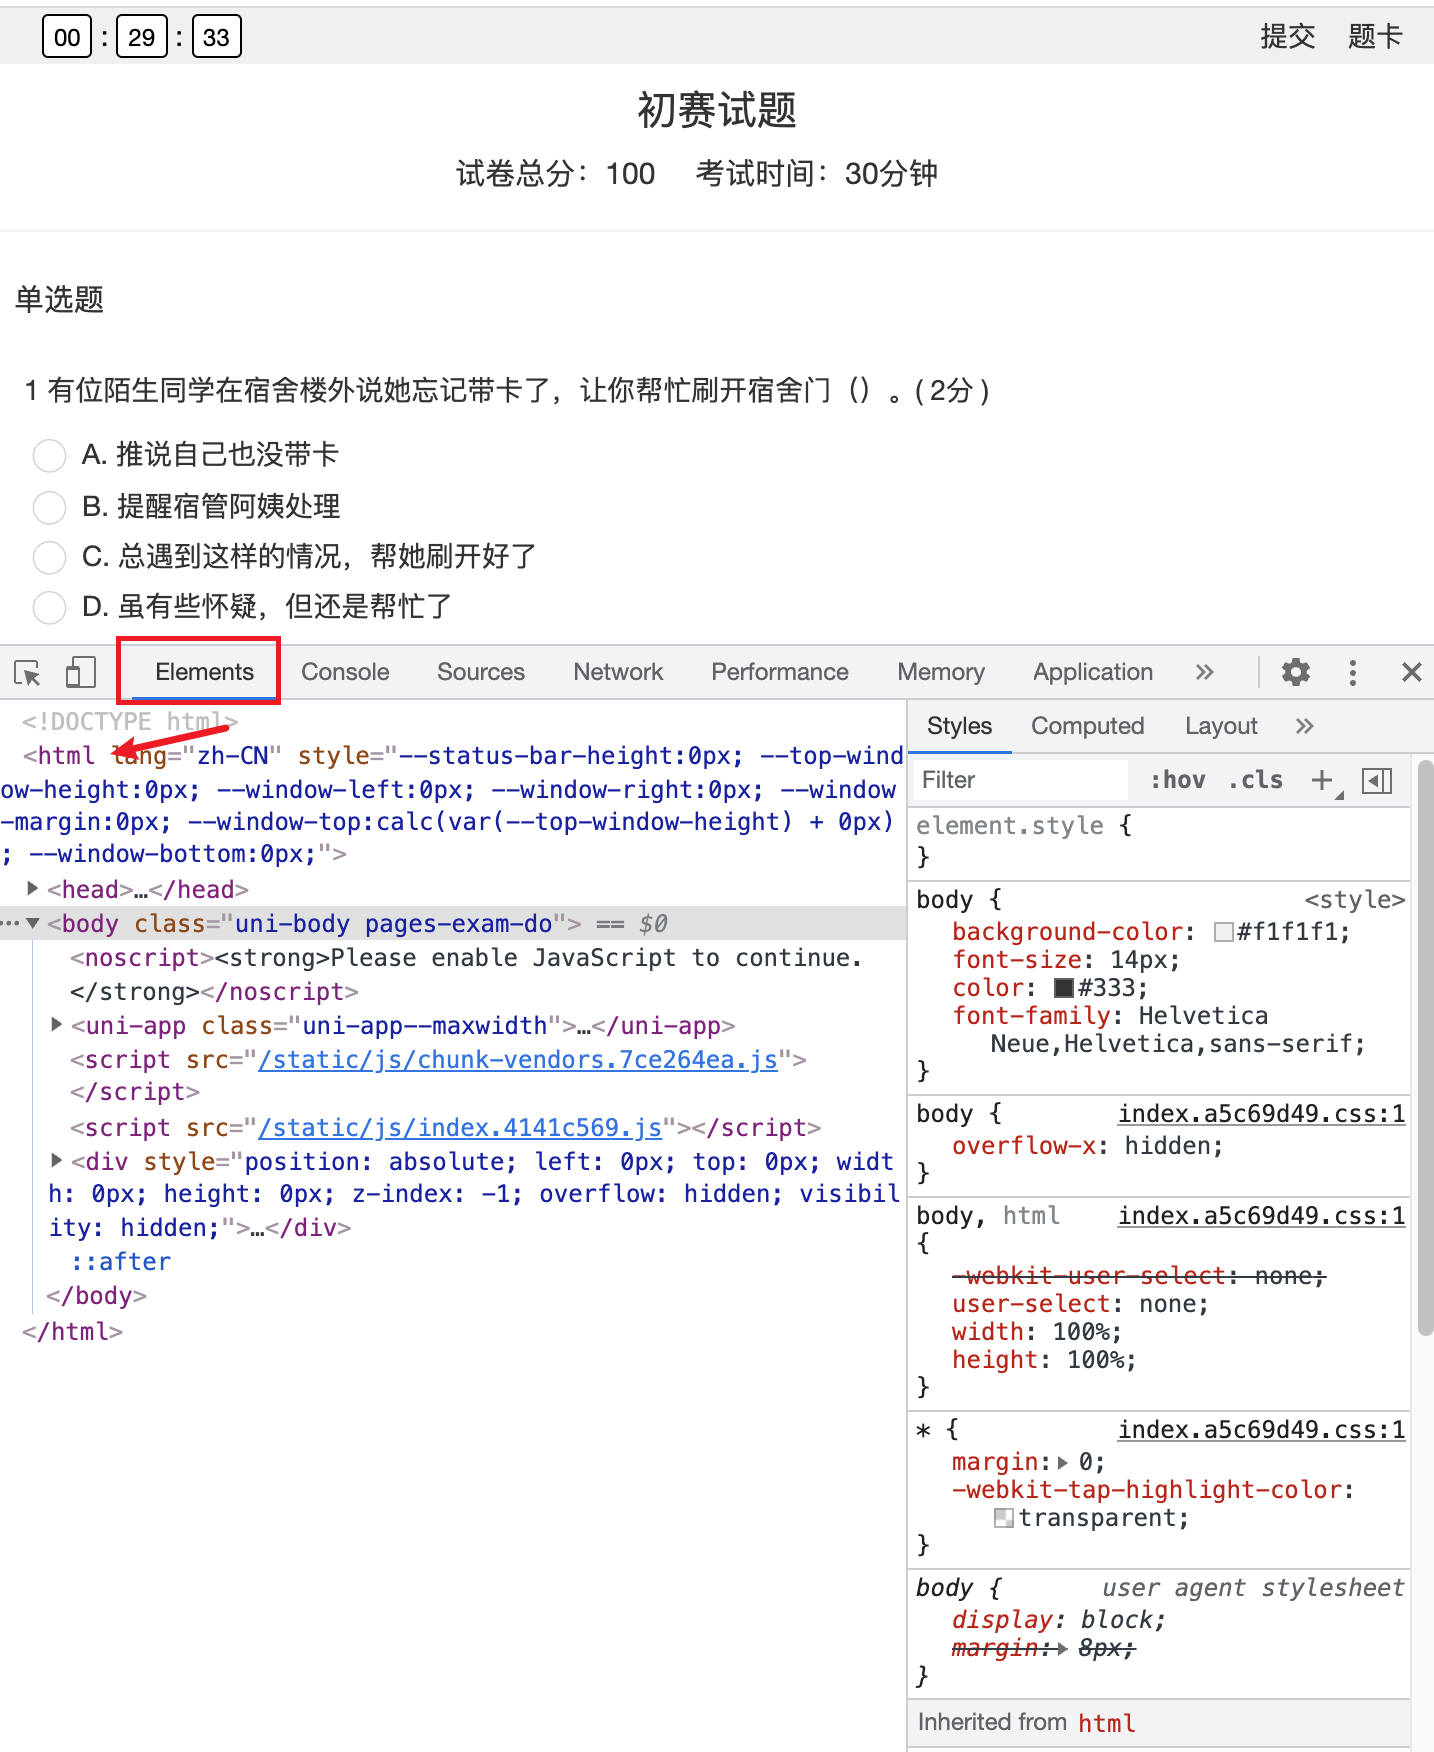 00 : 29 : 33 提交 题卡
初赛试题
试卷总分：100 考试时间：30分钟
单选题
1 有位陌生同学在宿舍楼外说她忘记带卡了，让你帮忙刷开宿舍门（）。( 2分 )
A. 推说自己也没带卡
B. 提醒宿管阿姨处理
C. 总遇到这样的情况，帮她刷开好了
D. 虽有些怀疑，但还是帮忙了
Elements Console Sources Network Performance Memory Application »
<!DOCTYPE html>
<html lang="zh-CN" style="--status-bar-height:0px; --top-wind
ow-height:0px; --window-left:0px; --window-right:0px; --window
-margin:0px; --window-top:calc(var(--top-window-height) + 0px)
; --window-bottom:0px;">
<head>…</head>
<body class="uni-body pages-exam-do"> == $0
<noscript><strong>Please enable JavaScript to continue.
</strong></noscript>
<uni-app class="uni-app--maxwidth">…</uni-app>
<script src="/static/js/chunk-vendors.7ce264ea.js">
</script>
<script src="/static/js/index.4141c569.js"></script>
<div style="position: absolute; left: 0px; top: 0px; widt
h: 0px; height: 0px; z-index: -1; overflow: hidden; visibil
ity: hidden;">…</div>
::after
</body>
</html>
Styles Computed Layout »
Filter :hov .cls +
element.style {
}
body { <style>
background-color: #f1f1f1;
font-size: 14px;
color: #333;
font-family: Helvetica
Neue,Helvetica,sans-serif;
}
body { index.a5c69d49.css:1
overflow-x: hidden;
}
body, html index.a5c69d49.css:1
{
-webkit-user-select: none;
user-select: none;
width: 100%;
height: 100%;
}
* { index.a5c69d49.css:1
margin: 0;
-webkit-tap-highlight-color:
transparent;
}
body { user agent stylesheet
display: block;
margin: 8px;
}
Inherited from html